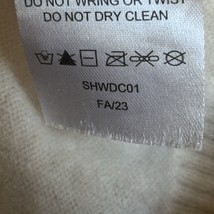 DO NOT WRING OR TWIST
DO NOT DRY CLEAN
SHWDC01
FA/23